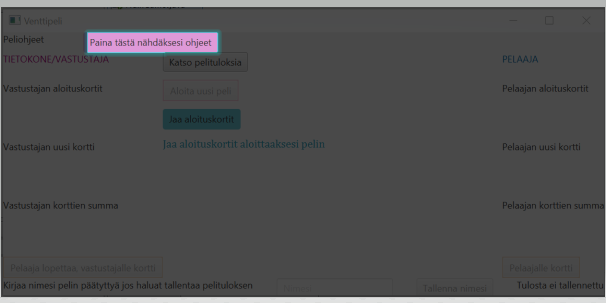 Venttipeli
Peliohjeet Paina tästä nähdäksesi ohjeet
TIETOKONE/VASTUSTAJA Katso pelituloksia PELAAJA
Vastustajan aloituskortit Aloita uusi peli Pelaajan aloituskortit
Jaa aloituskortit
Vastustajan uusi kortti Jaa aloituskortit aloittaaksesi pelin Pelaajan uusi kortti
Vastustajan korttien summa Pelaajan korttien summa
Pelaaja lopettaa, vastustajalle kortti Pelaajalle kortti
Kirjaa nimesi pelin päätyttyä jos haluat tallentaa pelituloksen Tallenna nimesi Tulosta ei tallennettu